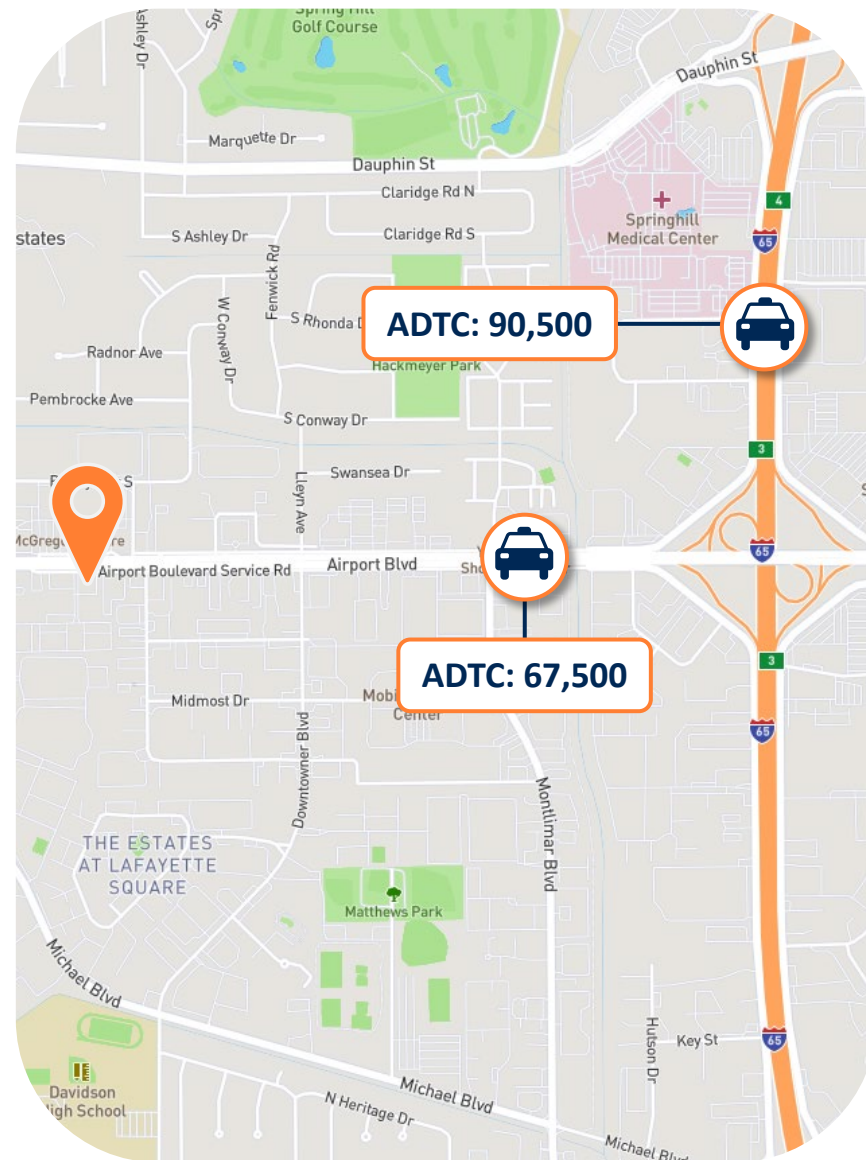 Spring Hill
Golf Course
Ashley Dr
Dauphin St
Marquette Dr
Dauphin St
Claridge Rd N
4
Springhill
Medical Center
states
S Ashley Dr
Claridge Rd S
65
Fenwick Rd
W Conway Dr
S Rhonda
ADTC: 90,500
Radnor Ave
Hackmeyer Park
Pembrocke Ave
S Conway Dr
3
Swansea Dr
Lleyn Ave
S
65
Airport Boulevard Service Rd
Airport Blvd
Sho
ADTC: 67,500
3
Midmost Dr
Mobi
Center
65
Downtowner Blvd
Montlimar Blvd
THE ESTATES
AT LAFAYETTE
SQUARE
Matthews Park
Michael Blvd
Hutson Dr
Key St
65
Davidson
igh School
Michael Blvd
N Heritage Dr
Michael Blvd